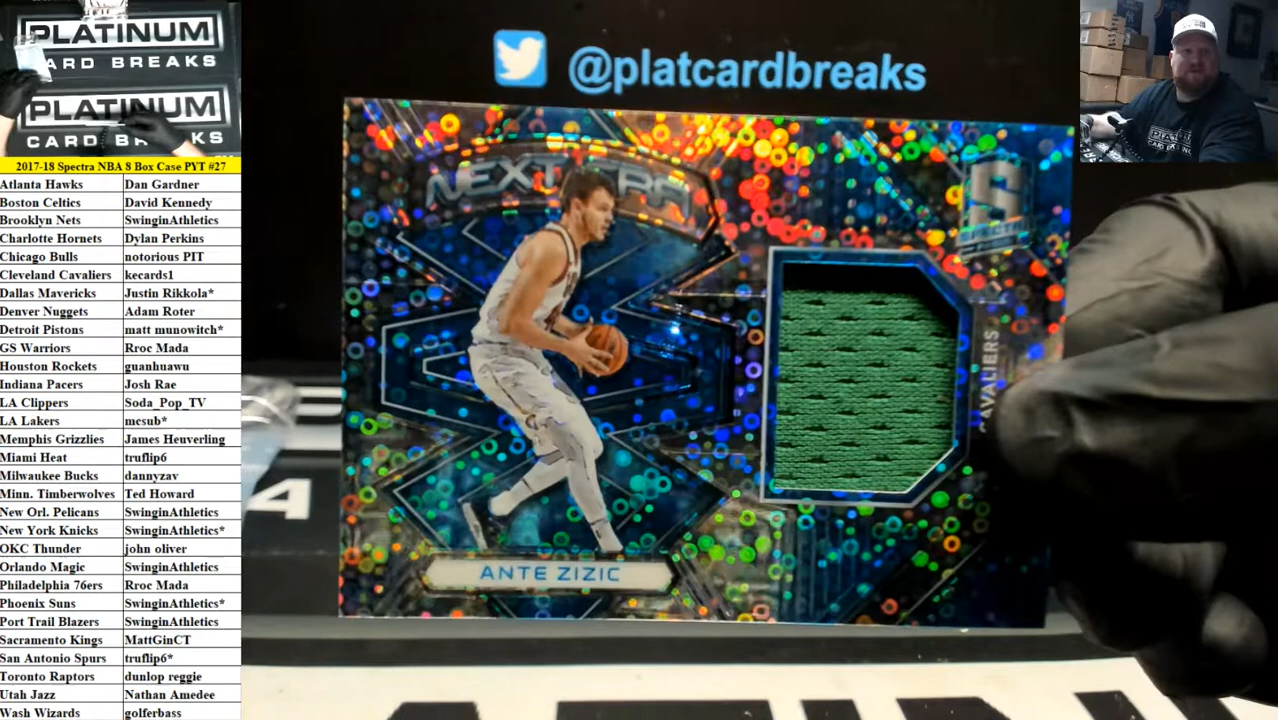 PLATINUM
CARD BREAKS
PLATINUM
CARD BREAKS
@platcardbreaks
2017-18 Spectra NBA 8 Box Case PYT #27
Atlanta Hawks Dan Gardner
Boston Celtics David Kennedy
Brooklyn Nets SwinginAthletics
Charlotte Hornets Dylan Perkins
Chicago Bulls notorious PIT
Cleveland Cavaliers kecards1
Dallas Mavericks Justin Rikkola*
Denver Nuggets Adam Roter
Detroit Pistons matt munowitch*
GS Warriors Rroc Mada
Houston Rockets guanhuawu
Indiana Pacers Josh Rae
LA Clippers Soda_Pop_TV
LA Lakers mcsub*
Memphis Grizzlies James Heuverling
Miami Heat truflip6
Milwaukee Bucks dannyzav
Minn. Timberwolves Ted Howard
New Orl. Pelicans SwinginAthletics
New York Knicks SwinginAthletics*
OKC Thunder john oliver
Orlando Magic SwinginAthletics
Philadelphia 76ers Rroc Mada
Phoenix Suns SwinginAthletics*
Port Trail Blazers SwinginAthletics
Sacramento Kings MattGinCT
San Antonio Spurs truflip6*
Toronto Raptors dunlop reggie
Utah Jazz Nathan Amedee
Wash Wizards golferbass
NEXT ERA
S
CAVALIERS
ANTE ZIZIC
PLATINUM